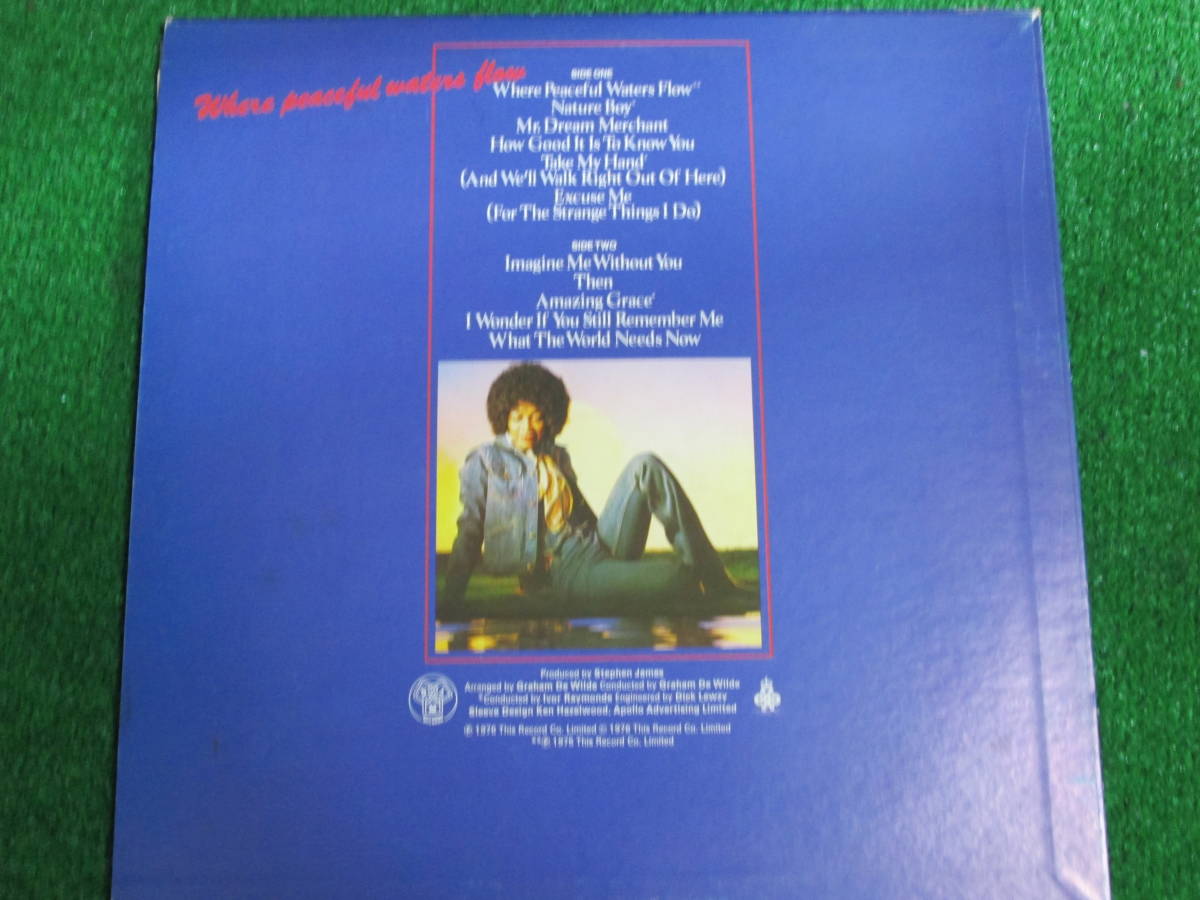 Where peaceful waters flow
SIDE ONE
Where Peaceful Waters Flow**
Nature Boy*
Mr. Dream Merchant
How Good It Is To Know You
Take My Hand*
(And We'll Walk Right Out Of Here)
Excuse Me
(For The Strange Things I Do)
SIDE TWO
Imagine Me Without You
Then
Amazing Grace*
I Wonder If You Still Remember Me
What The World Needs Now
Produced by Stephen James
Arranged by Graham De Wilde Conducted by Graham De Wilde
*Conducted by Ivor Raymonde Engineered by Dick Lewzy
Sleeve Design Ken Hazelwood, Apollo Advertising Limited
℗ 1976 This Record Co. Limited © 1976 This Record Co. Limited
**℗ 1975 This Record Co. Limited